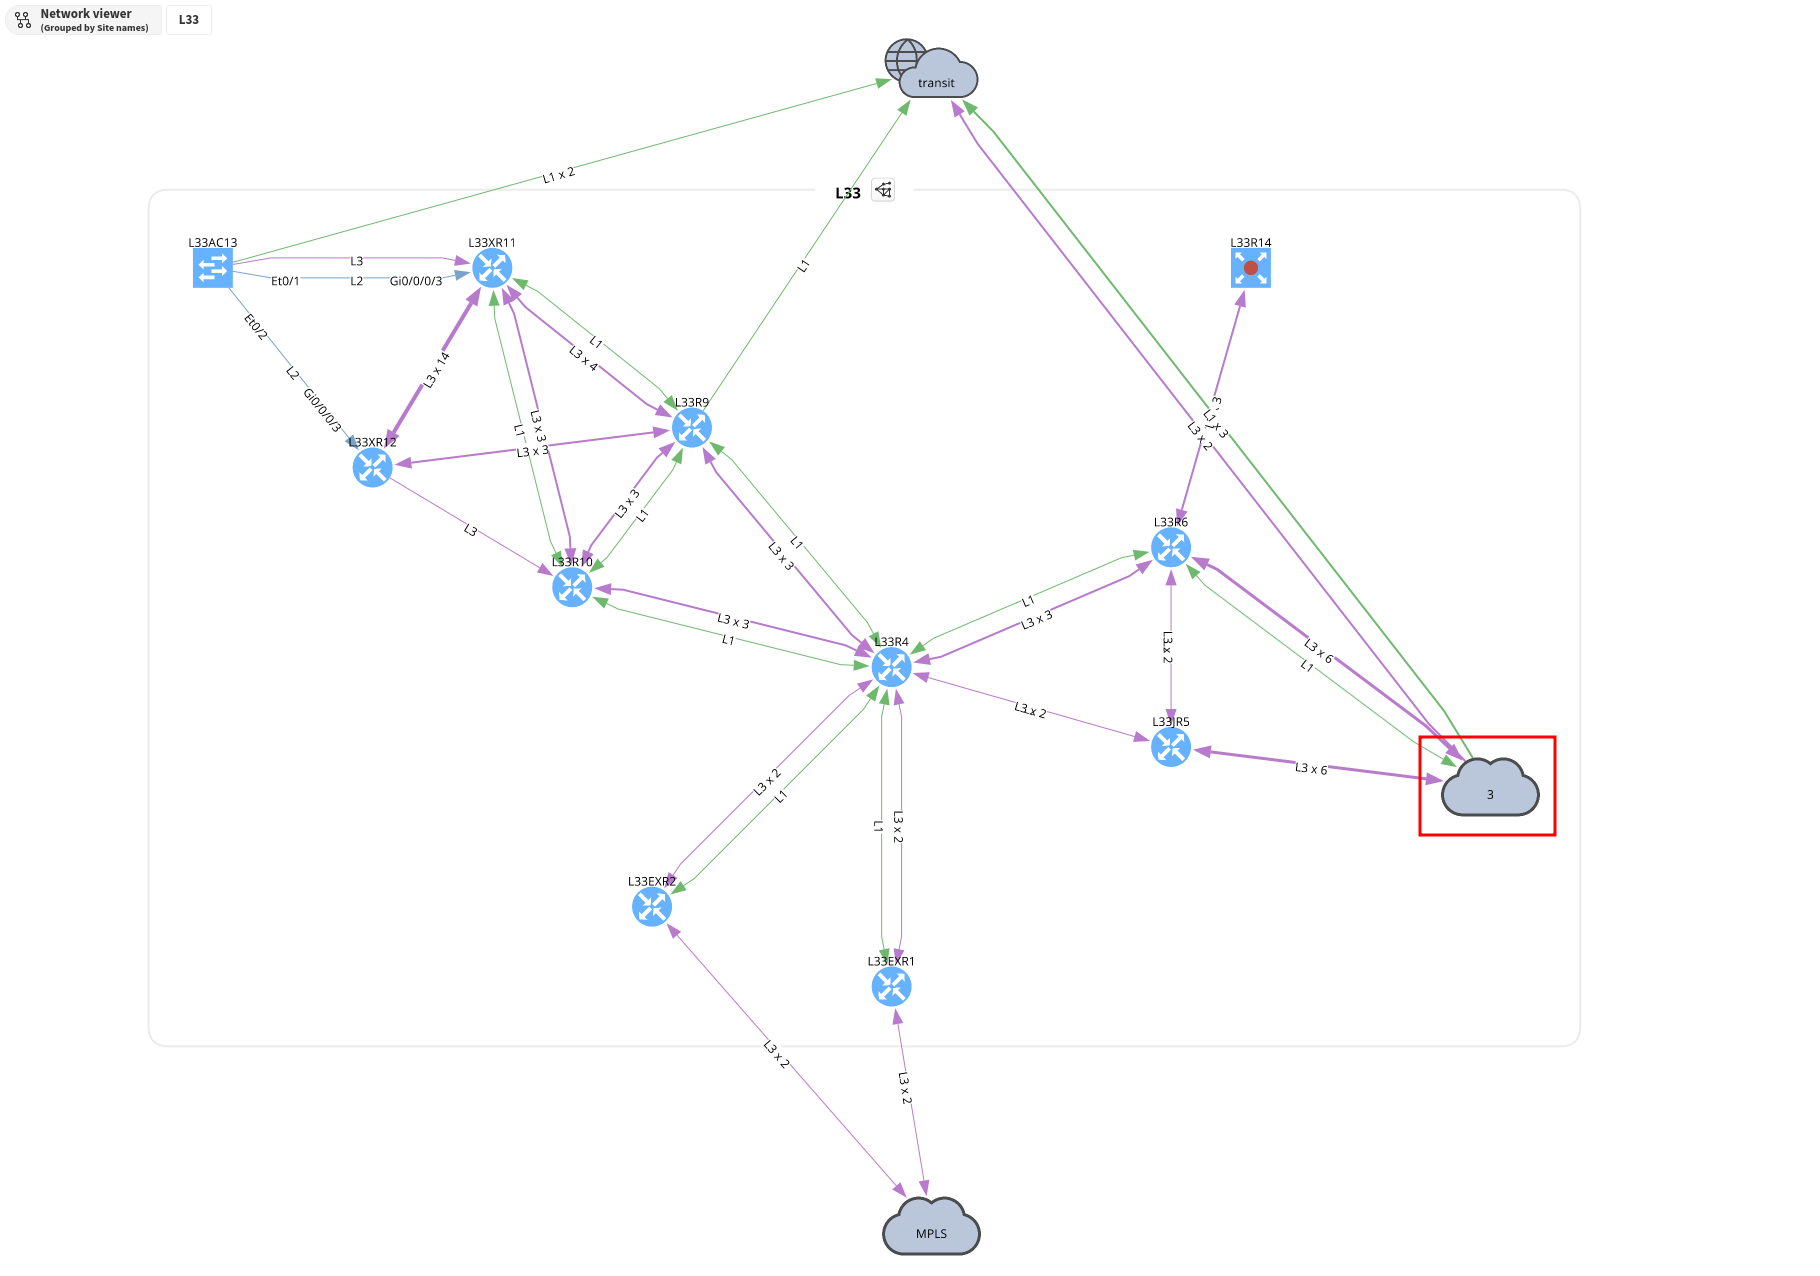 Network viewer
(Grouped by Site names)
L33
transit
L1 x 2
L33
L33AC13
L33XR11
L33R14
L3
Et0/1
L2
Gi0/0/0/3
L1
Et0/2
L1
L3 x 4
L3 x 14
L2
Gi0/0/0/3
L33R9
L1 x 3
L3 x 2
3
L3 x 3
L1
L33XR12
L3 x 3
L3 x 3
L1
L3
L33R6
L1
L3 x 3
L33R10
L1
L3 x 3
L3 x 3
L1
L33R4
L3 x 2
L3 x 6
L1
L3 x 2
L33JR5
L3 x 6
L3 x 2
L1
3
L1
L3 x 2
L33EXR2
L33EXR1
L3 x 2
L3 x 2
MPLS